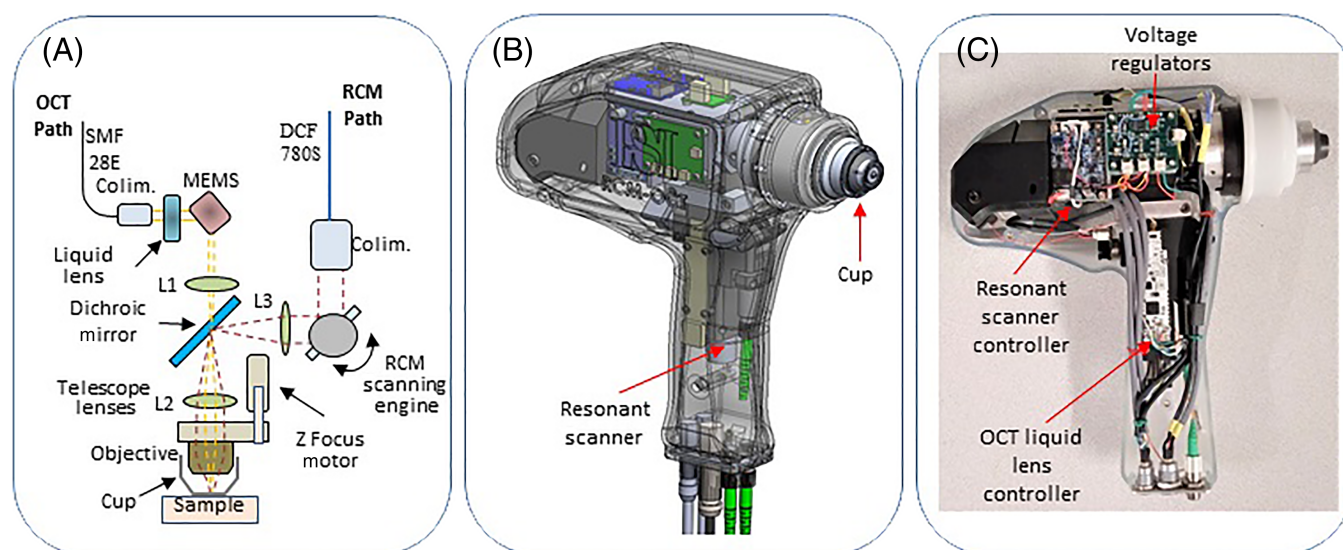 (A)
OCT
Path
SMF
28E
Colim.
MEMS
Liquid
lens
L1
Dichroic
mirror
Telescope
lenses
L2
Objective
Cup
Sample
RCM
Path
DCF
780S
Colim.
L3
RCM
scanning
engine
Z Focus
motor
(B)
Cup
Resonant
scanner
(C)
Voltage
regulators
Resonant
scanner
controller
OCT liquid
lens
controller